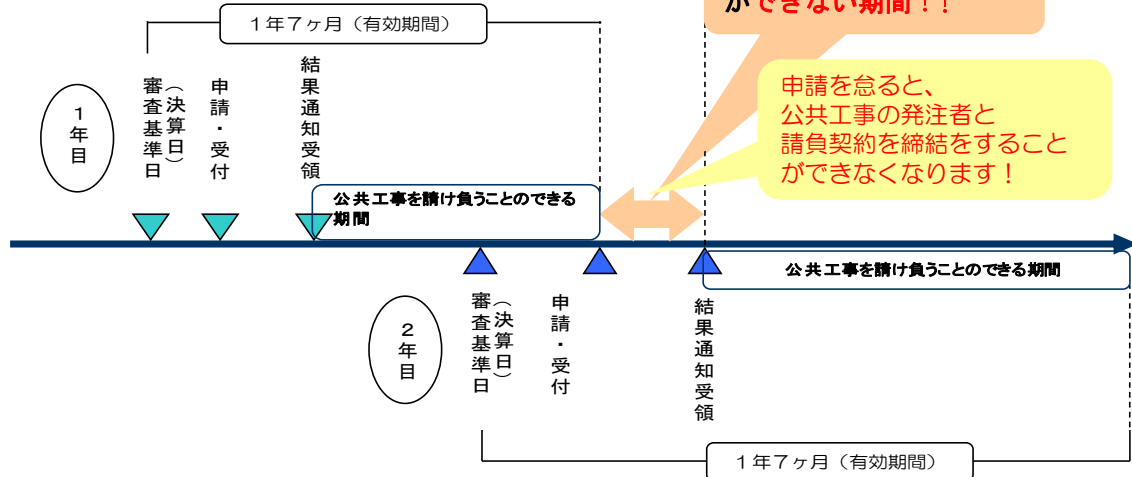 １年７ヶ月（有効期間）
ができない期間！！
申請を怠ると、
公共工事の発注者と
請負契約を締結をすること
ができなくなります！
１年目
審査基準日
（決算日）
申請・受付
結果通知受領
公共工事を請け負うことのできる
期間
公共工事を請け負うことのできる期間
２年目
審査基準日
（決算日）
申請・受付
結果通知受領
１年７ヶ月（有効期間）